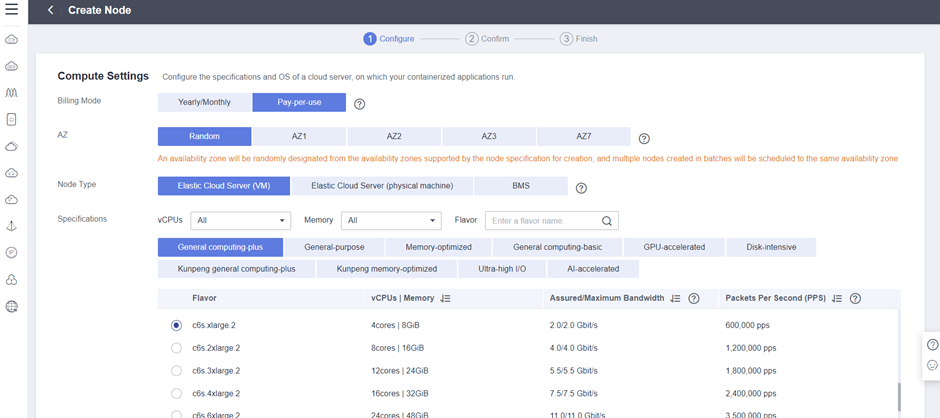 Create Node
1 Configure 2 Confirm 3 Finish
Compute Settings Configure the specifications and OS of a cloud server, on which your containerized applications run.
Billing Mode Yearly/Monthly Pay-per-use
AZ Random AZ1 AZ2 AZ3 AZ7
An availability zone will be randomly designated from the availability zones supported by the node specification for creation, and multiple nodes created in batches will be scheduled to the same availability zone
Node Type Elastic Cloud Server (VM) Elastic Cloud Server (physical machine) BMS
Specifications vCPUs All Memory All Flavor Enter a flavor name.
General computing-plus General-purpose Memory-optimized General computing-basic GPU-accelerated Disk-intensive
Kunpeng general computing-plus Kunpeng memory-optimized Ultra-high I/O AI-accelerated
Flavor vCPUs | Memory Assured/Maximum Bandwidth Packets Per Second (PPS)
c6s.xlarge.2 4cores | 8GiB 2.0/2.0 Gbit/s 600,000 pps
c6s.2xlarge.2 8cores | 16GiB 4.0/4.0 Gbit/s 1,200,000 pps
c6s.3xlarge.2 12cores | 24GiB 5.5/5.5 Gbit/s 1,800,000 pps
c6s.4xlarge.2 16cores | 32GiB 7.5/7.5 Gbit/s 2,400,000 pps
c6s.6xlarge.2 24cores | 48GiB 11.0/11.0 Gbit/s 3,500,000 pps